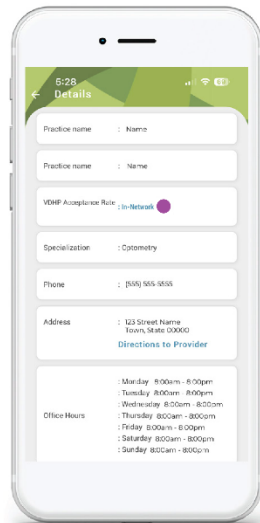 5:28
← Details
Practice name : Name
Practice name : Name
VDHP Acceptance Rate : In-Network
Specialization : Optometry
Phone : (555) 555-5555
Address : 123 Street Name
Town, State 00000
Directions to Provider
: Monday 8:00am - 8:00pm
: Tuesday 8:00am - 8:00pm
: Wednesday 8:00am - 8:00pm
Office Hours : Thursday 8:00am - 8:00pm
: Friday 8:00am - 8:00pm
: Saturday 8:00am - 8:00pm
: Sunday 8:00am - 8:00pm